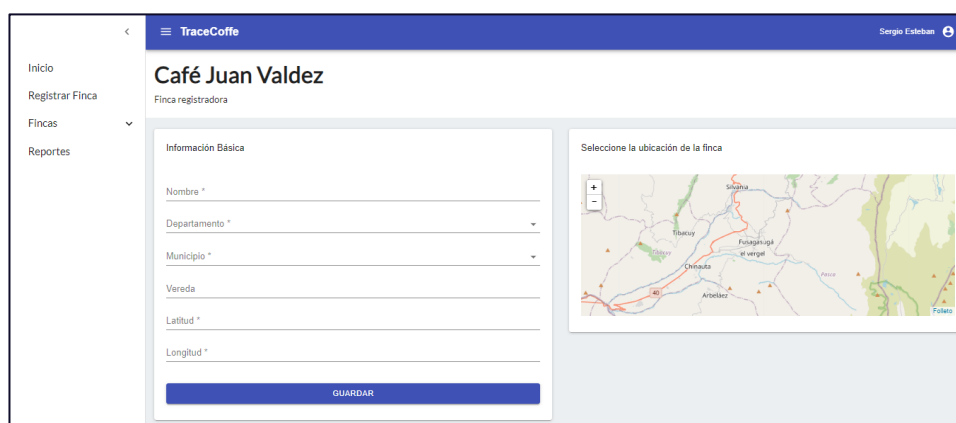 TraceCoffe
Sergio Esteban
Inicio
Registrar Finca
Fincas
Reportes
Café Juan Valdez
Finca registradora
Información Básica
Nombre *
Departamento *
Municipio *
Vereda
Latitud *
Longitud *
GUARDAR
Seleccione la ubicación de la finca
+
-
Silvania
Tibacuy
Tibacuy
Fusagasugá
el vergel
Chinauta
Pasca
40
Arbeláez
Folleto